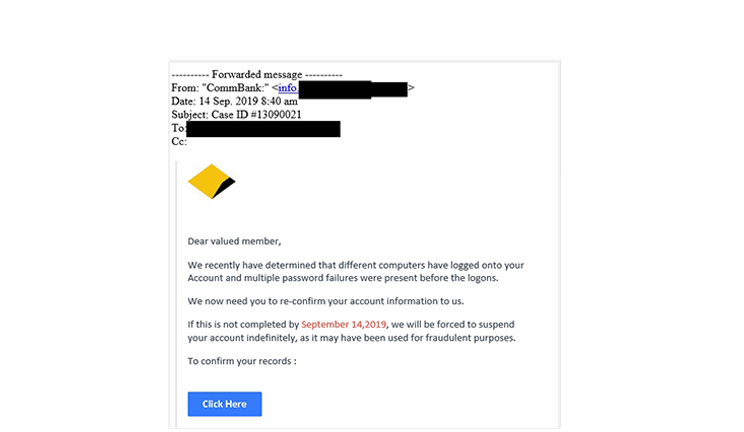 ---------- Forwarded message ----------
From: "CommBank:" <info >
Date: 14 Sep. 2019 8:40 am
Subject: Case ID #13090021
To:
Cc:
Dear valued member,
We recently have determined that different computers have logged onto your
Account and multiple password failures were present before the logons.
We now need you to re-confirm your account information to us.
If this is not completed by September 14,2019, we will be forced to suspend
your account indefinitely, as it may have been used for fraudulent purposes.
To confirm your records :
Click Here